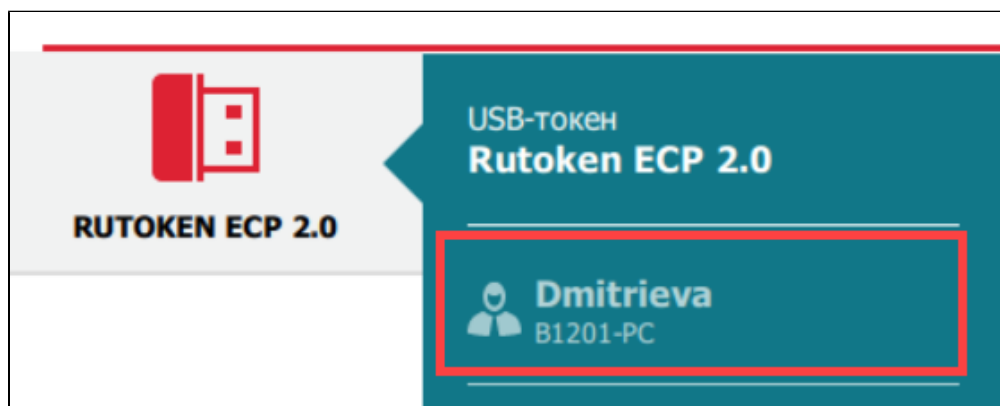 RUTOKEN ECP 2.0
USB-токен
Rutoken ECP 2.0
Dmitrieva
B1201-PC